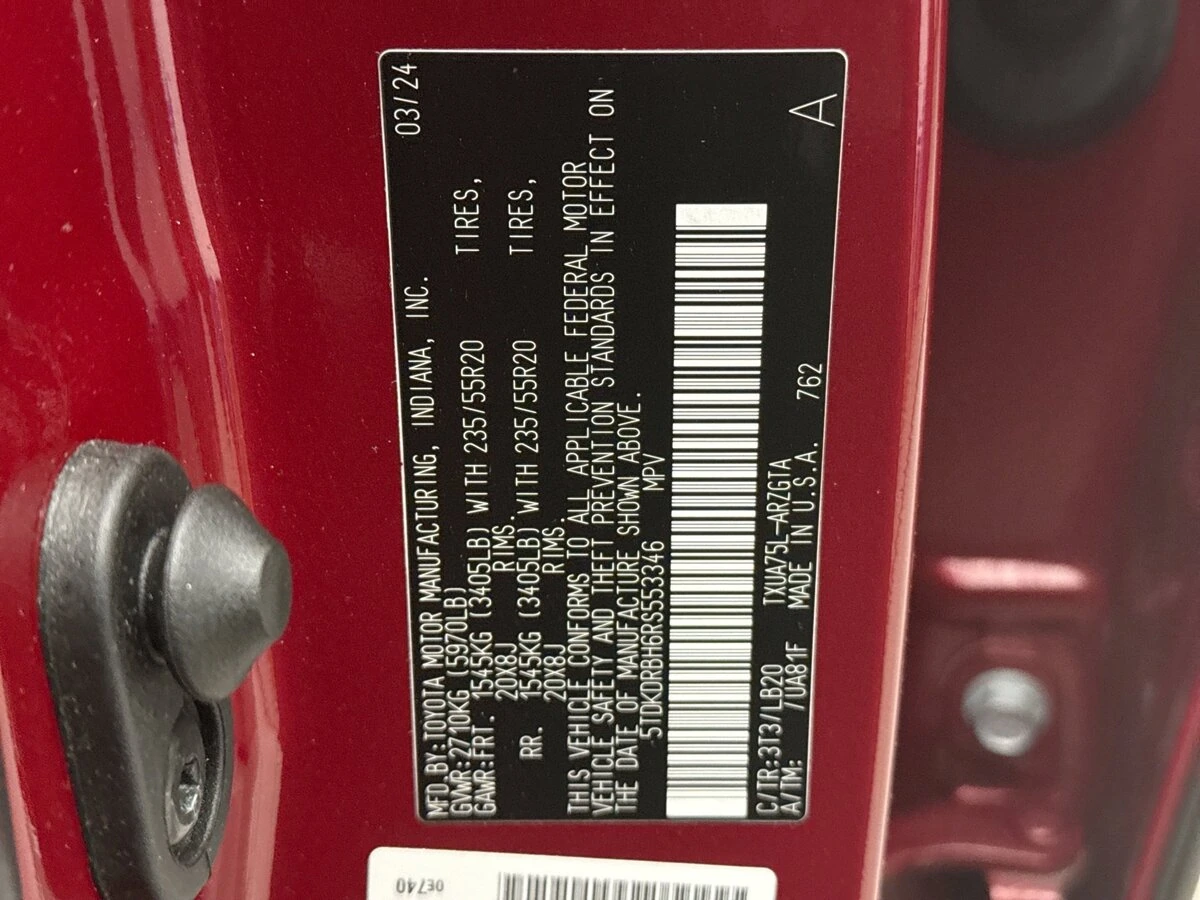 MFD.BY:TOYOTA MOTOR MANUFACTURING, INDIANA, INC. 03/24
GVWR:2710KG (5970LB)
GAWR:FRT. 1545KG (3405LB) WITH 235/55R20 TIRES,
20X8J RIMS.
RR. 1545KG (3405LB) WITH 235/55R20 TIRES,
20X8J RIMS.
THIS VEHICLE CONFORMS TO ALL APPLICABLE FEDERAL MOTOR
VEHICLE SAFETY AND THEFT PREVENTION STANDARDS IN EFFECT ON
THE DATE OF MANUFACTURE SHOWN ABOVE.
5TDKDRBH6RS553346 MPV
C/TR:3T3/LB20 TXUA75L-ARZGTA
A/TM: /UA81F MADE IN U.S.A. 762 A
0E740